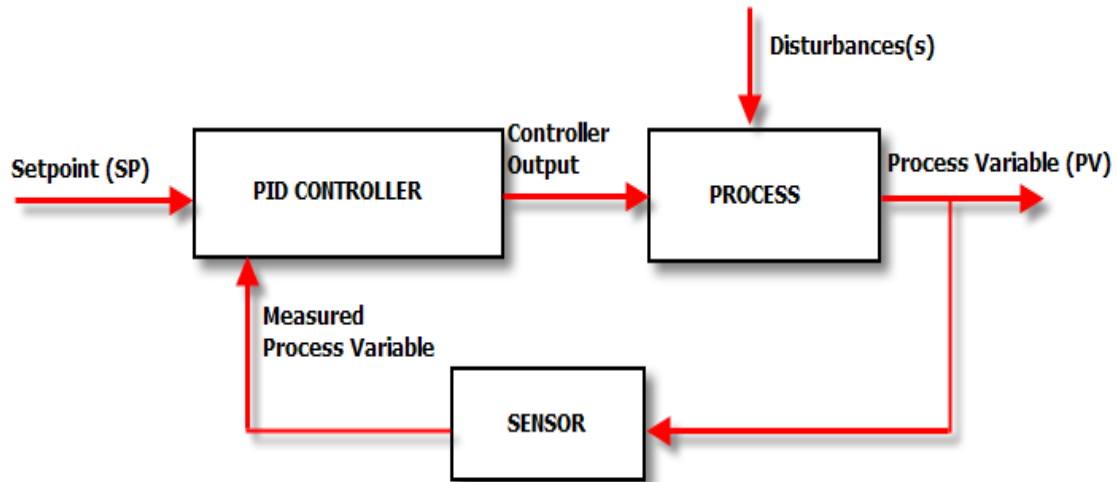 Disturbances(s)
Setpoint (SP)
PID CONTROLLER
Controller
Output
PROCESS
Process Variable (PV)
Measured
Process Variable
SENSOR